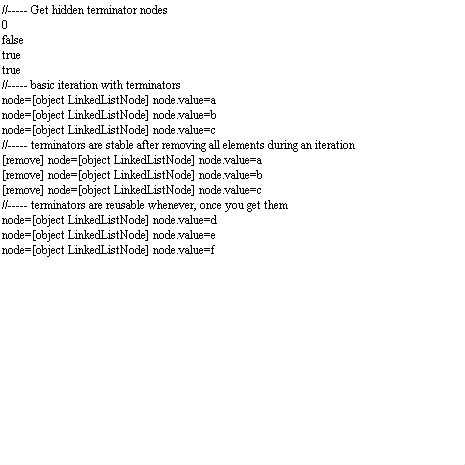 //----- Get hidden terminator nodes
0
false
true
true
//----- basic iteration with terminators
node=[object LinkedListNode] node.value=a
node=[object LinkedListNode] node.value=b
node=[object LinkedListNode] node.value=c
//----- terminators are stable after removing all elements during an iteration
[remove] node=[object LinkedListNode] node.value=a
[remove] node=[object LinkedListNode] node.value=b
[remove] node=[object LinkedListNode] node.value=c
//----- terminators are reusable whenever, once you get them
node=[object LinkedListNode] node.value=d
node=[object LinkedListNode] node.value=e
node=[object LinkedListNode] node.value=f